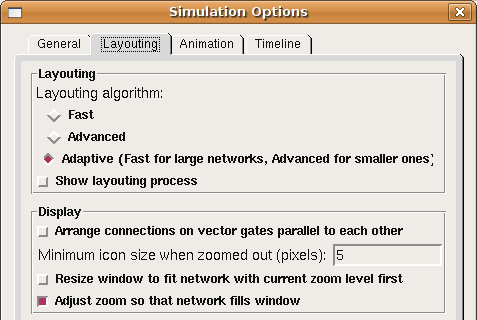 Simulation Options
General Layouting Animation Timeline
Layouting
Layouting algorithm:
Fast
Advanced
Adaptive (Fast for large networks, Advanced for smaller ones)
Show layouting process
Display
Arrange connections on vector gates parallel to each other
Minimum icon size when zoomed out (pixels): 5
Resize window to fit network with current zoom level first
Adjust zoom so that network fills window